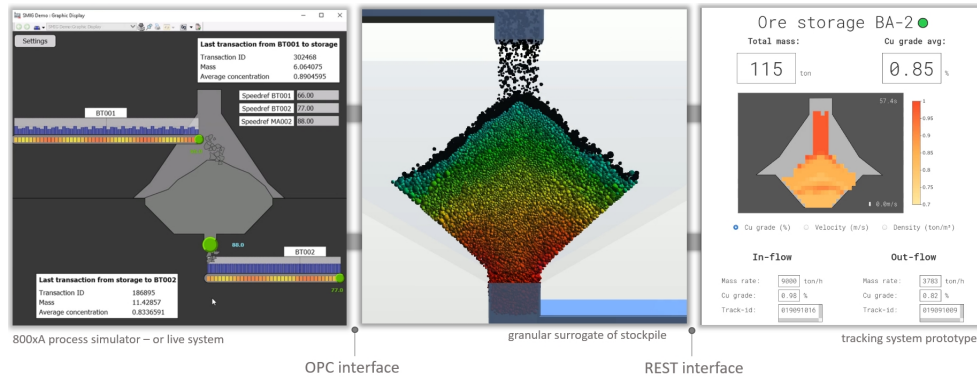 SMIG Demo : Graphic Display
Settings
Last transaction from BT001 to storage
Transaction ID 302468
Mass 6.064075
Average concentration 0.8904595
Speedref BT001 66.00
Speedref BT002 77.00
Speedref MA002 88.00
BT001
88.0
BT002
77.0
Last transaction from storage to BT002
Transaction ID 186895
Mass 11.42857
Average concentration 0.8336591
Ore storage BA-2
Total mass: Cu grade avg:
115 ton 0.85 %
57.4s
1
0.95
0.9
0.85
0.8
0.75
0.7
0.0m/s
Cu grade (%) Velocity (m/s) Density (ton/m³)
In-flow Out-flow
Mass rate: 9000 ton/h Mass rate: 3783 ton/h
Cu grade: 0.98 % Cu grade: 0.82 %
Track-id: 019091016 Track-id: 019091009
800xA process simulator – or live system
granular surrogate of stockpile
tracking system prototype
OPC interface
REST interface